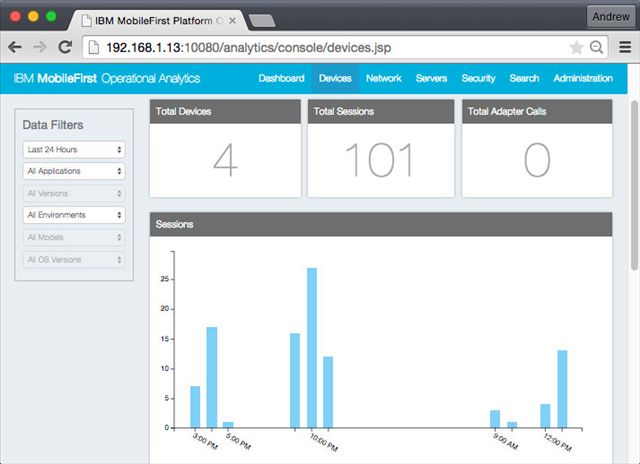 IBM MobileFirst Platform O
Andrew
192.168.1.13:10080/analytics/console/devices.jsp
IBM MobileFirst Operational Analytics
Dashboard Devices Network Servers Security Search Administration
Data Filters
Last 24 Hours
All Applications
All Versions
All Environments
All Models
All OS Versions
Total Devices
4
Total Sessions
101
Total Adapter Calls
0
Sessions
25
20
15
10
5
0
3:00 PM
5:00 PM
10:00 PM
9:00 AM
12:00 PM